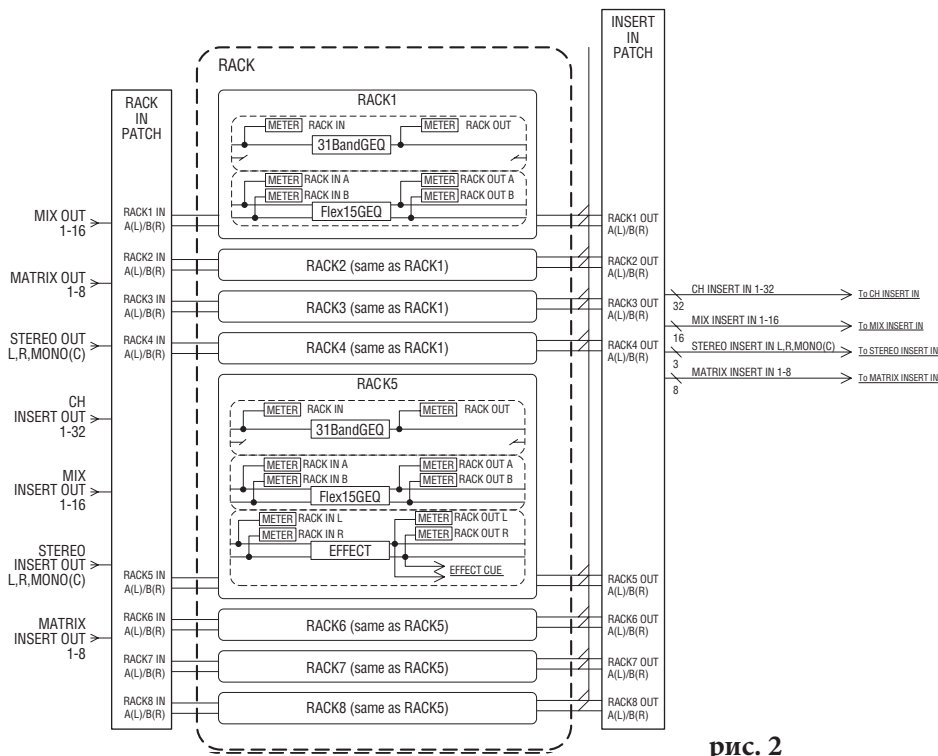 INSERT
IN
PATCH
RACK
IN
PATCH
MIX OUT
1-16
MATRIX OUT
1-8
STEREO OUT
L,R,MONO(C)
CH
INSERT OUT
1-32
MIX
INSERT OUT
1-16
STEREO
INSERT OUT
L,R,MONO(C)
MATRIX
INSERT OUT
1-8
RACK1 IN
A(L)/B(R)
RACK2 IN
A(L)/B(R)
RACK3 IN
A(L)/B(R)
RACK4 IN
A(L)/B(R)
RACK5 IN
A(L)/B(R)
RACK6 IN
A(L)/B(R)
RACK7 IN
A(L)/B(R)
RACK8 IN
A(L)/B(R)
RACK
RACK1
METER RACK IN METER RACK OUT
31BandGEQ
METER RACK IN A METER RACK OUT A
METER RACK IN B METER RACK OUT B
Flex15GEQ
RACK2 (same as RACK1)
RACK3 (same as RACK1)
RACK4 (same as RACK1)
RACK5
METER RACK IN METER RACK OUT
31BandGEQ
METER RACK IN A METER RACK OUT A
METER RACK IN B METER RACK OUT B
Flex15GEQ
METER RACK IN L METER RACK OUT L
METER RACK IN R METER RACK OUT R
EFFECT
EFFECT CUE
RACK6 (same as RACK5)
RACK7 (same as RACK5)
RACK8 (same as RACK5)
RACK1 OUT
A(L)/B(R)
RACK2 OUT
A(L)/B(R)
RACK3 OUT
A(L)/B(R)
RACK4 OUT
A(L)/B(R)
RACK5 OUT
A(L)/B(R)
RACK6 OUT
A(L)/B(R)
RACK7 OUT
A(L)/B(R)
RACK8 OUT
A(L)/B(R)
CH INSERT IN 1-32 To CH INSERT IN
32
MIX INSERT IN 1-16 To MIX INSERT IN
16
STEREO INSERT IN L,R,MONO(C) To STEREO INSERT IN
3
MATRIX INSERT IN 1-8 To MATRIX INSERT IN
8
рис. 2